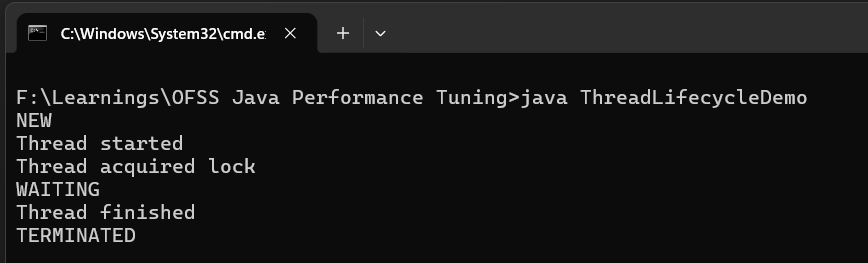 C:\Windows\System32\cmd.e
F:\Learnings\OFSS Java Performance Tuning>java ThreadLifecycleDemo
NEW
Thread started
Thread acquired lock
WAITING
Thread finished
TERMINATED